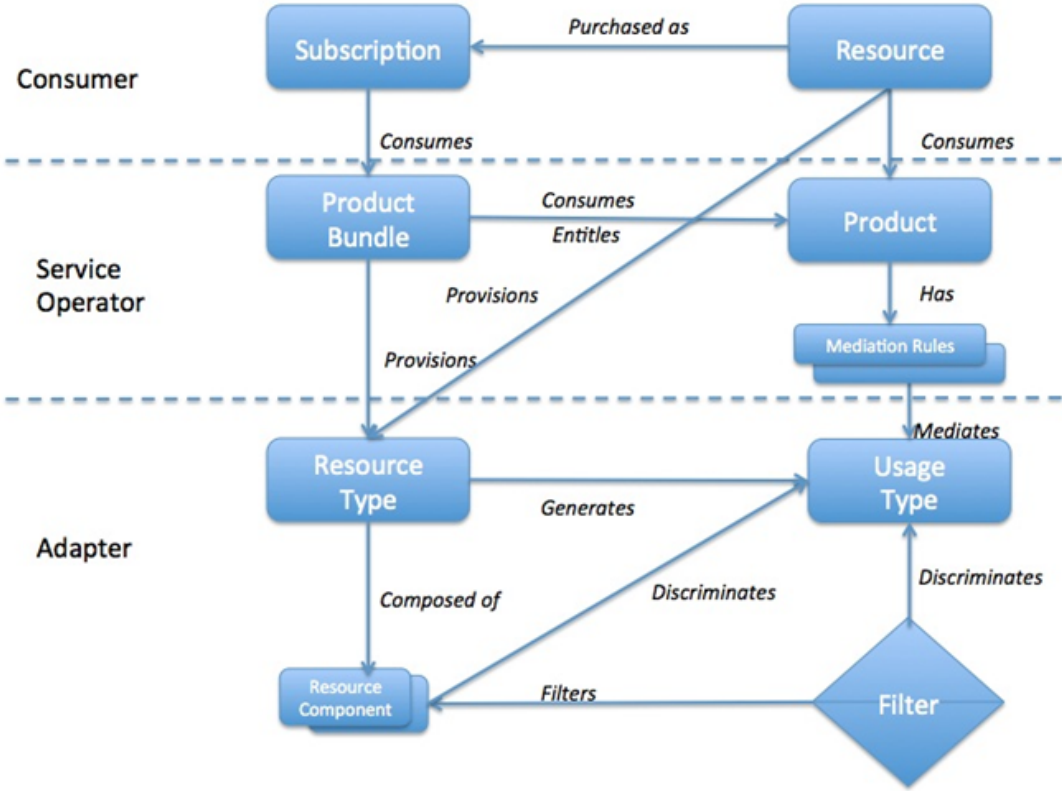 Purchased as
Subscription
Resource
Consumer
Consumes
Consumes
Product
Bundle
Consumes
Entitles
Product
Service
Operator
Provisions
Has
Mediation Rules
Provisions
Mediates
Resource
Type
Usage
Type
Generates
Adapter
Composed of
Discriminates
Discriminates
Resource
Component
Filters
Filter